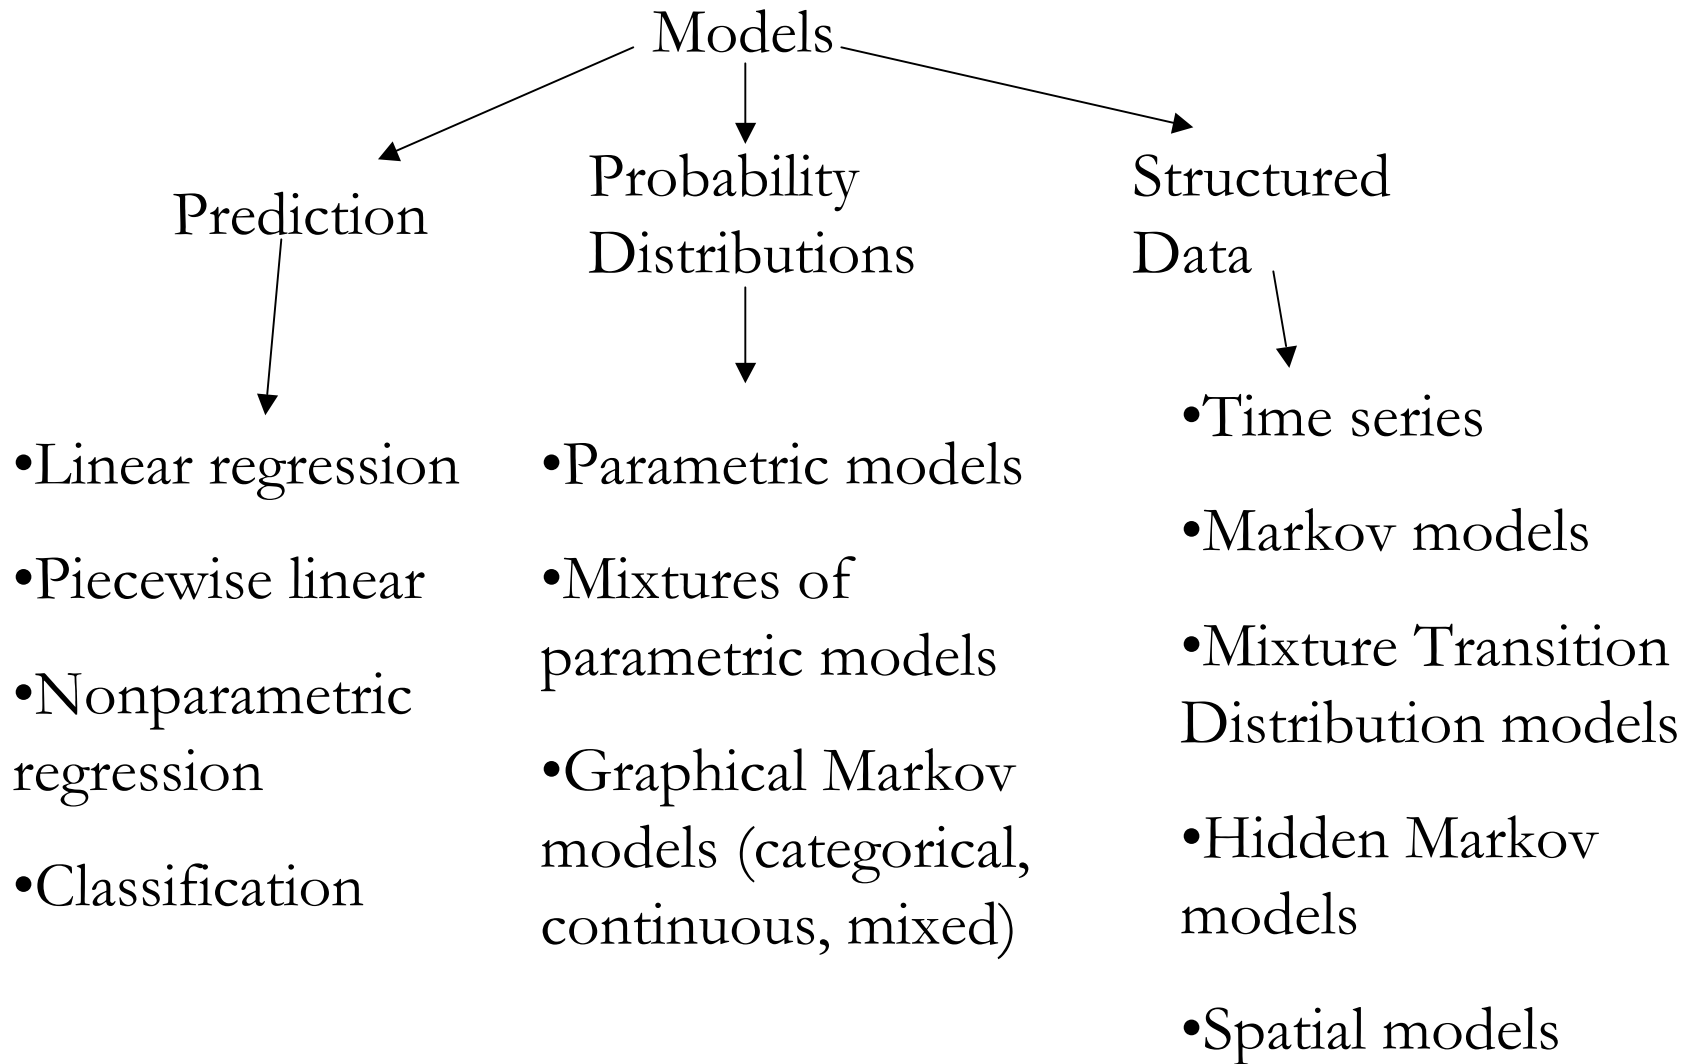 Models
Prediction
Probability
Distributions
Structured
Data
•Linear regression
•Piecewise linear
•Nonparametric
regression
•Classification
•Parametric models
•Mixtures of
parametric models
•Graphical Markov
models (categorical,
continuous, mixed)
•Time series
•Markov models
•Mixture Transition
Distribution models
•Hidden Markov
models
•Spatial models